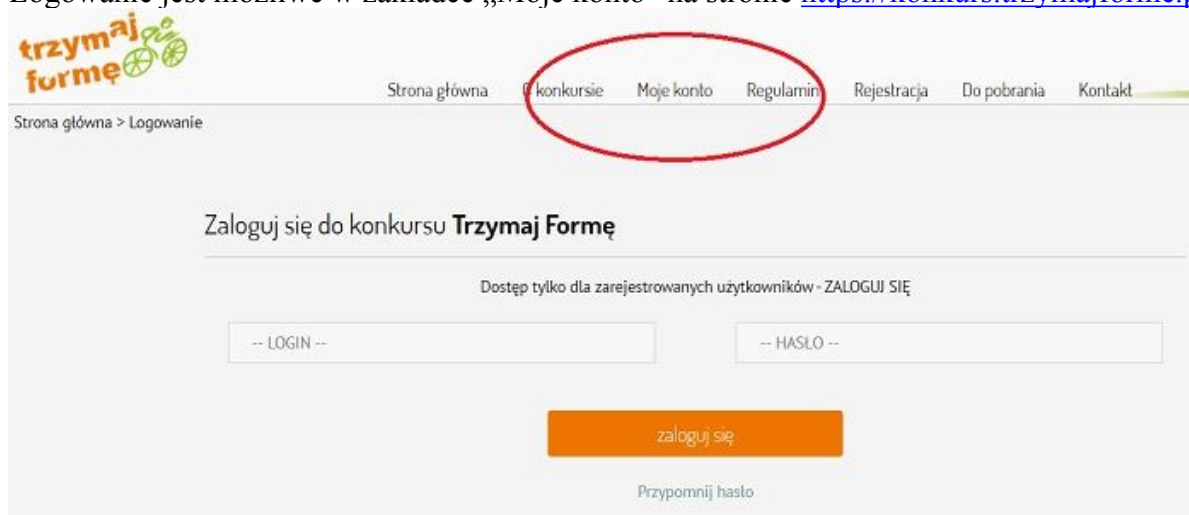 Logowanie jest możliwe w zakładce „Moje konto” na stronie
trzymaj
formę
Strona główna O konkursie Moje konto Regulamin Rejestracja Do pobrania Kontakt
Strona główna > Logowanie
Zaloguj się do konkursu Trzymaj Formę
Dostęp tylko dla zarejestrowanych użytkowników - ZALOGUJ SIĘ
-- LOGIN -- -- HASŁO --
zaloguj się
Przypomnij hasło